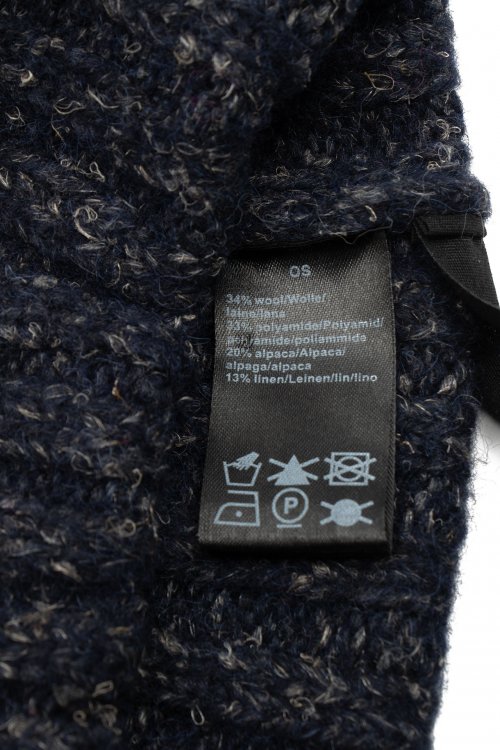 OS
34% wool/Wolle/
laine/lana
33% polyamide/Polyamid/
polyamide/poliammide
20% alpaca/Alpaca/
alpaga/alpaca
13% linen/Leinen/lin/lino
P